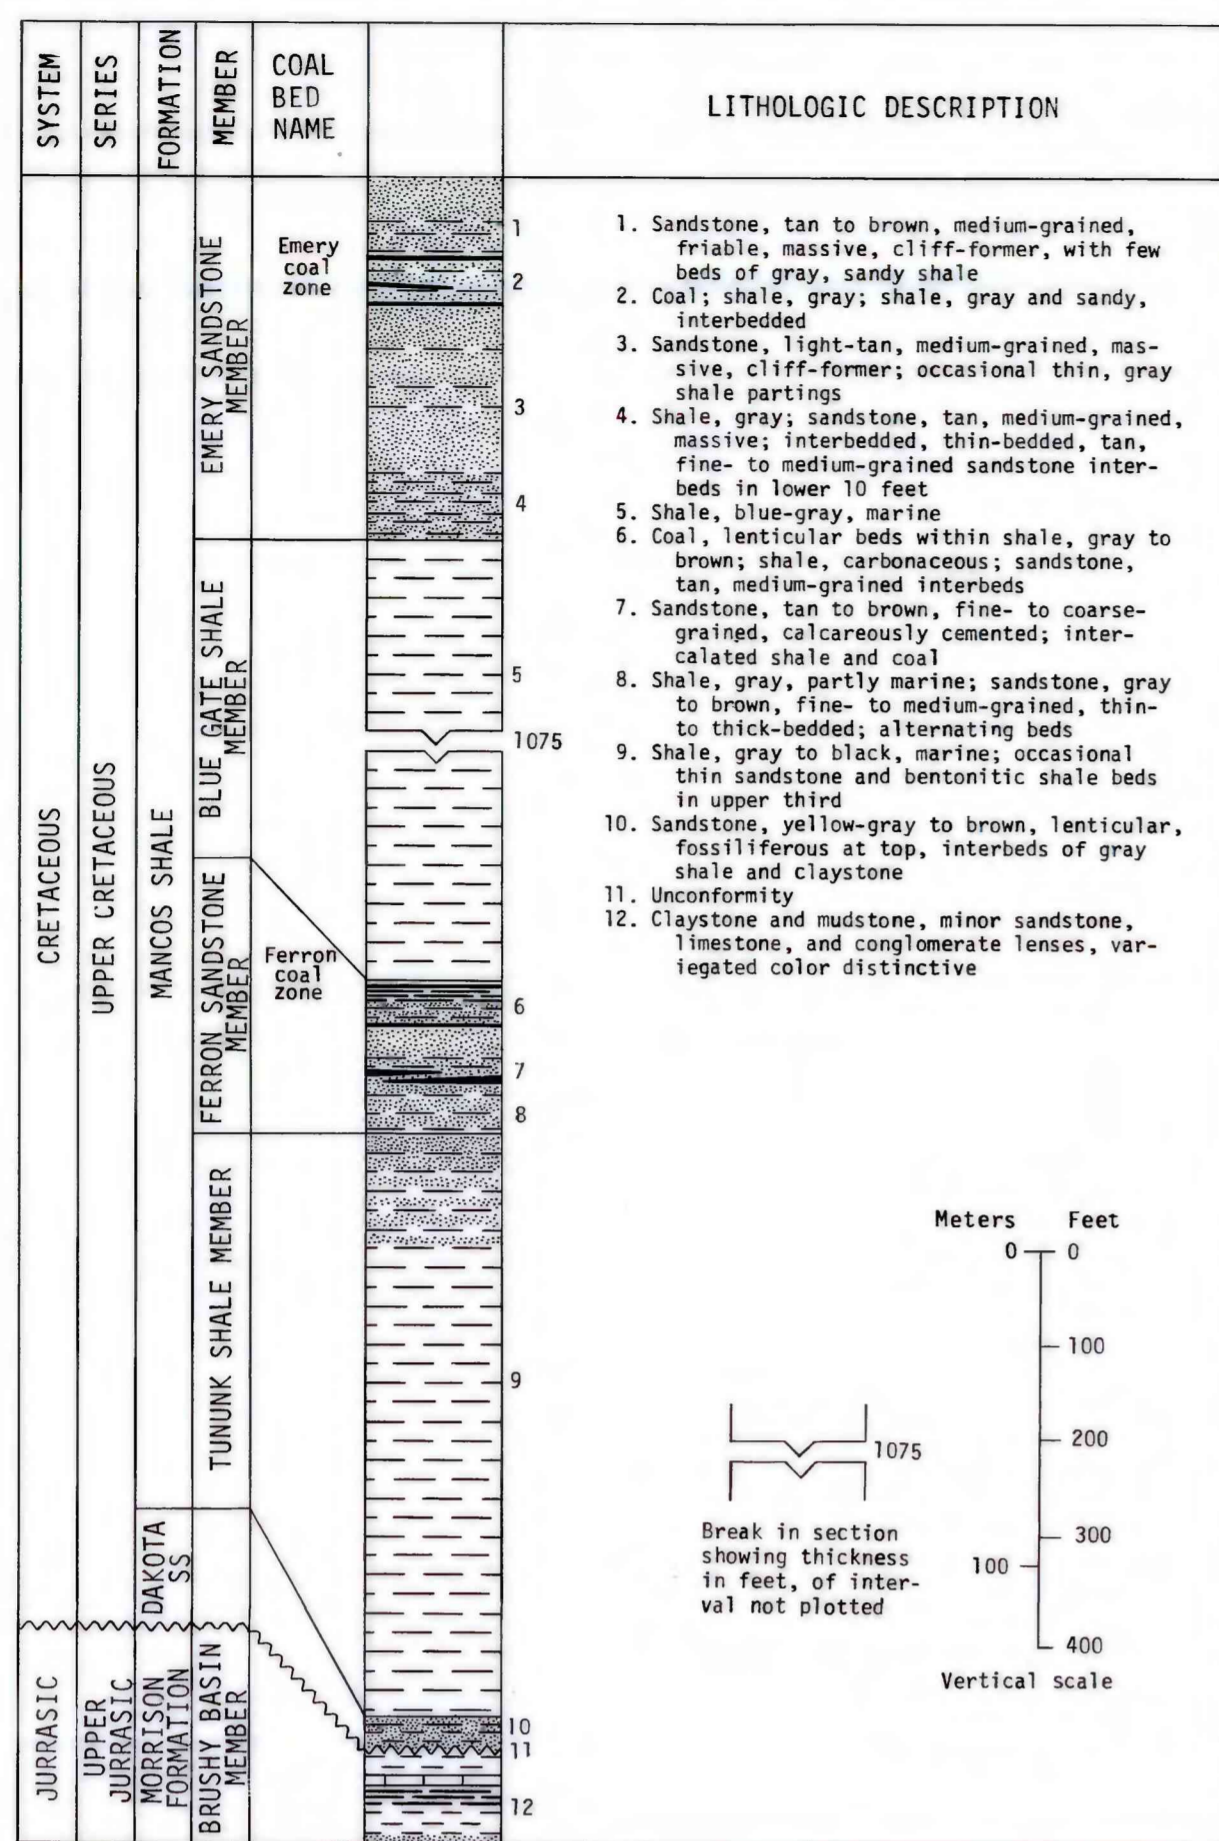 SYSTEM
SERIES
FORMATION
MEMBER
COAL
BED
NAME
LITHOLOGIC DESCRIPTION
CRETACEOUS
UPPER CRETACEOUS
MANCOS SHALE
EMERY SANDSTONE
MEMBER
Emery
coal
zone
BLUE GATE SHALE
MEMBER
FERRON SANDSTONE
MEMBER
Ferron
coal
zone
TUNUNK SHALE MEMBER
DAKOTA
SS
JURRASIC
UPPER
JURRASIC
MORRISON
FORMATION
BRUSHY BASIN
MEMBER
1
2
3
4
5
1075
6
7
8
9
10
11
12
1. Sandstone, tan to brown, medium-grained,
friable, massive, cliff-former, with few
beds of gray, sandy shale
2. Coal; shale, gray; shale, gray and sandy,
interbedded
3. Sandstone, light-tan, medium-grained, mas-
sive, cliff-former; occasional thin, gray
shale partings
4. Shale, gray; sandstone, tan, medium-grained,
massive; interbedded, thin-bedded, tan,
fine- to medium-grained sandstone inter-
beds in lower 10 feet
5. Shale, blue-gray, marine
6. Coal, lenticular beds within shale, gray to
brown; shale, carbonaceous; sandstone,
tan, medium-grained interbeds
7. Sandstone, tan to brown, fine- to coarse-
grained, calcareously cemented; inter-
calated shale and coal
8. Shale, gray, partly marine; sandstone, gray
to brown, fine- to medium-grained, thin-
to thick-bedded; alternating beds
9. Shale, gray to black, marine; occasional
thin sandstone and bentonitic shale beds
in upper third
10. Sandstone, yellow-gray to brown, lenticular,
fossiliferous at top, interbeds of gray
shale and claystone
11. Unconformity
12. Claystone and mudstone, minor sandstone,
limestone, and conglomerate lenses, var-
iegated color distinctive
Meters Feet
0 0
100
200
300
100
400
Vertical scale
1075
Break in section
showing thickness
in feet, of inter-
val not plotted